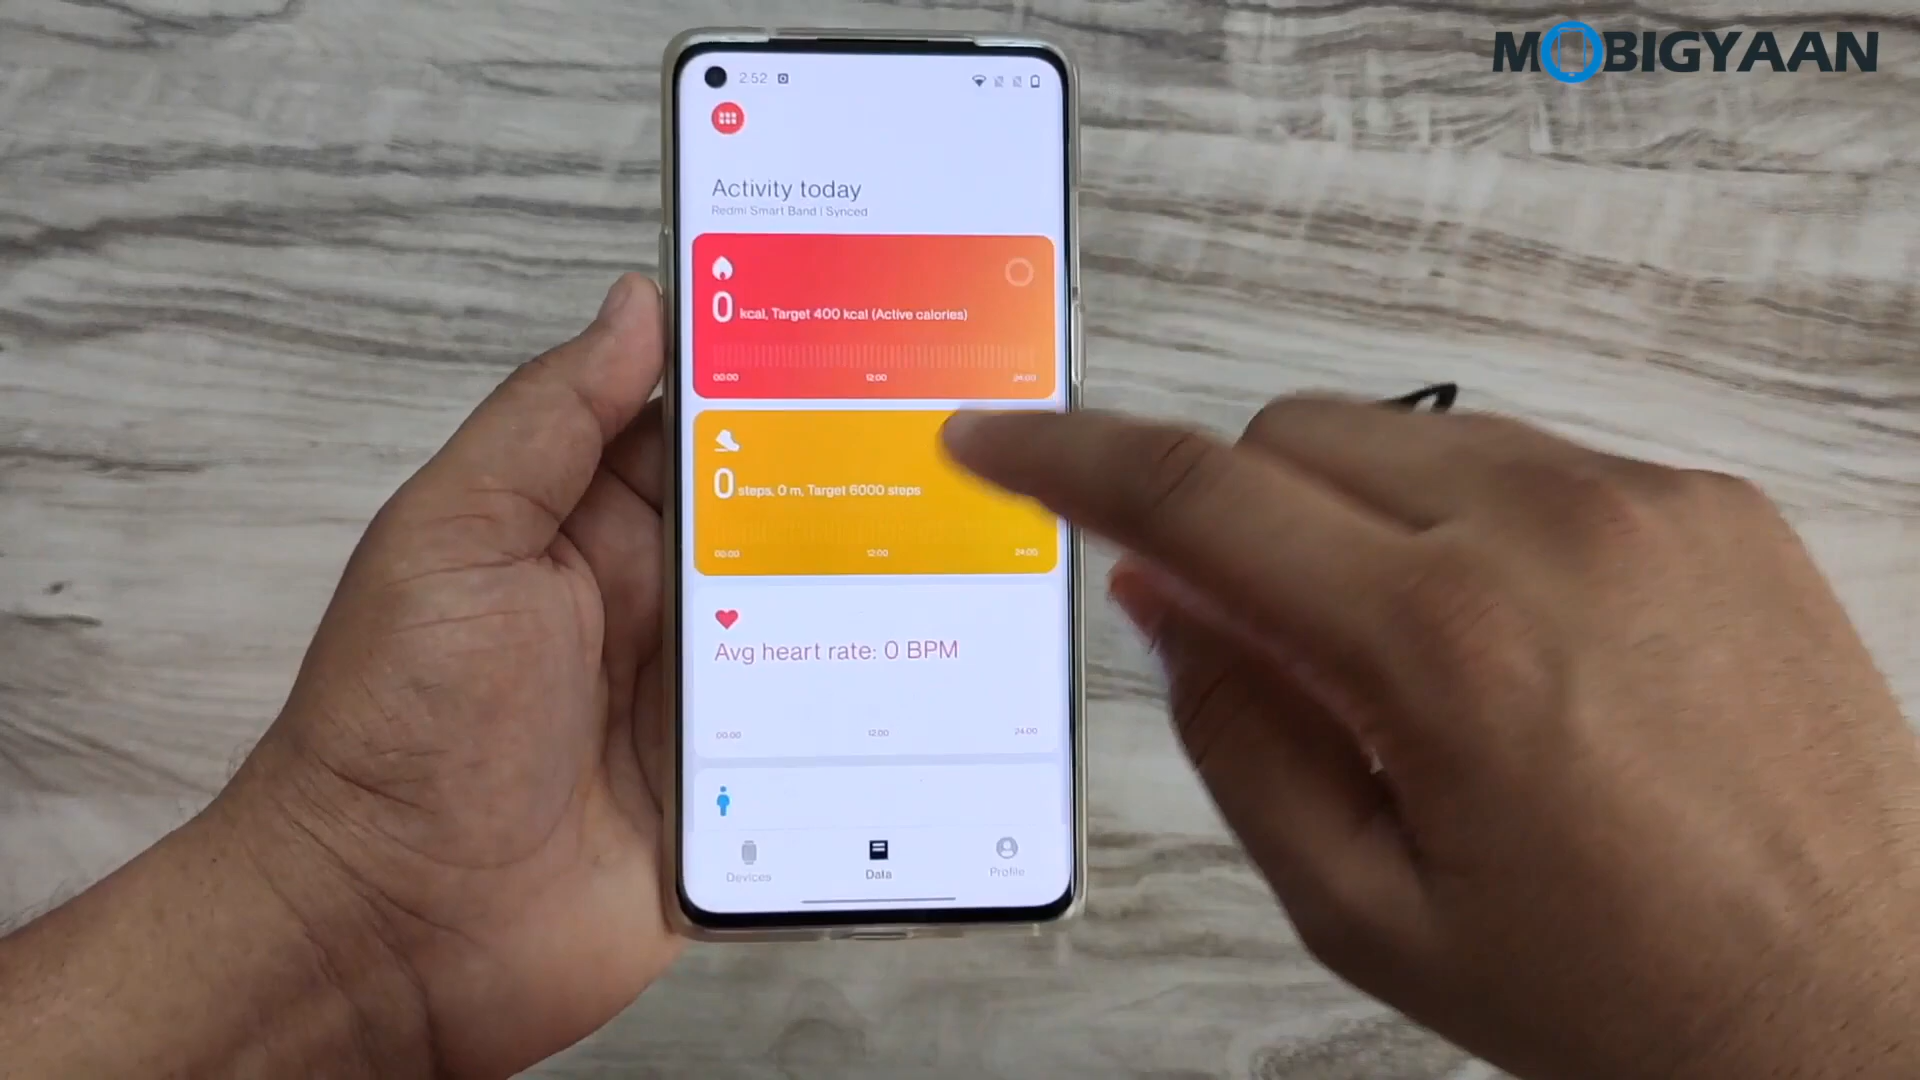 MOBIGYAAN
2:52
Activity today
Redmi Smart Band | Synced
0 kcal, Target 400 kcal (Active calories)
00:00 12:00 24:00
0 steps, 0 m, Target 6000 steps
00:00 12:00 24:00
Avg heart rate: 0 BPM
00:00 12:00 24:00
Devices Data Profile